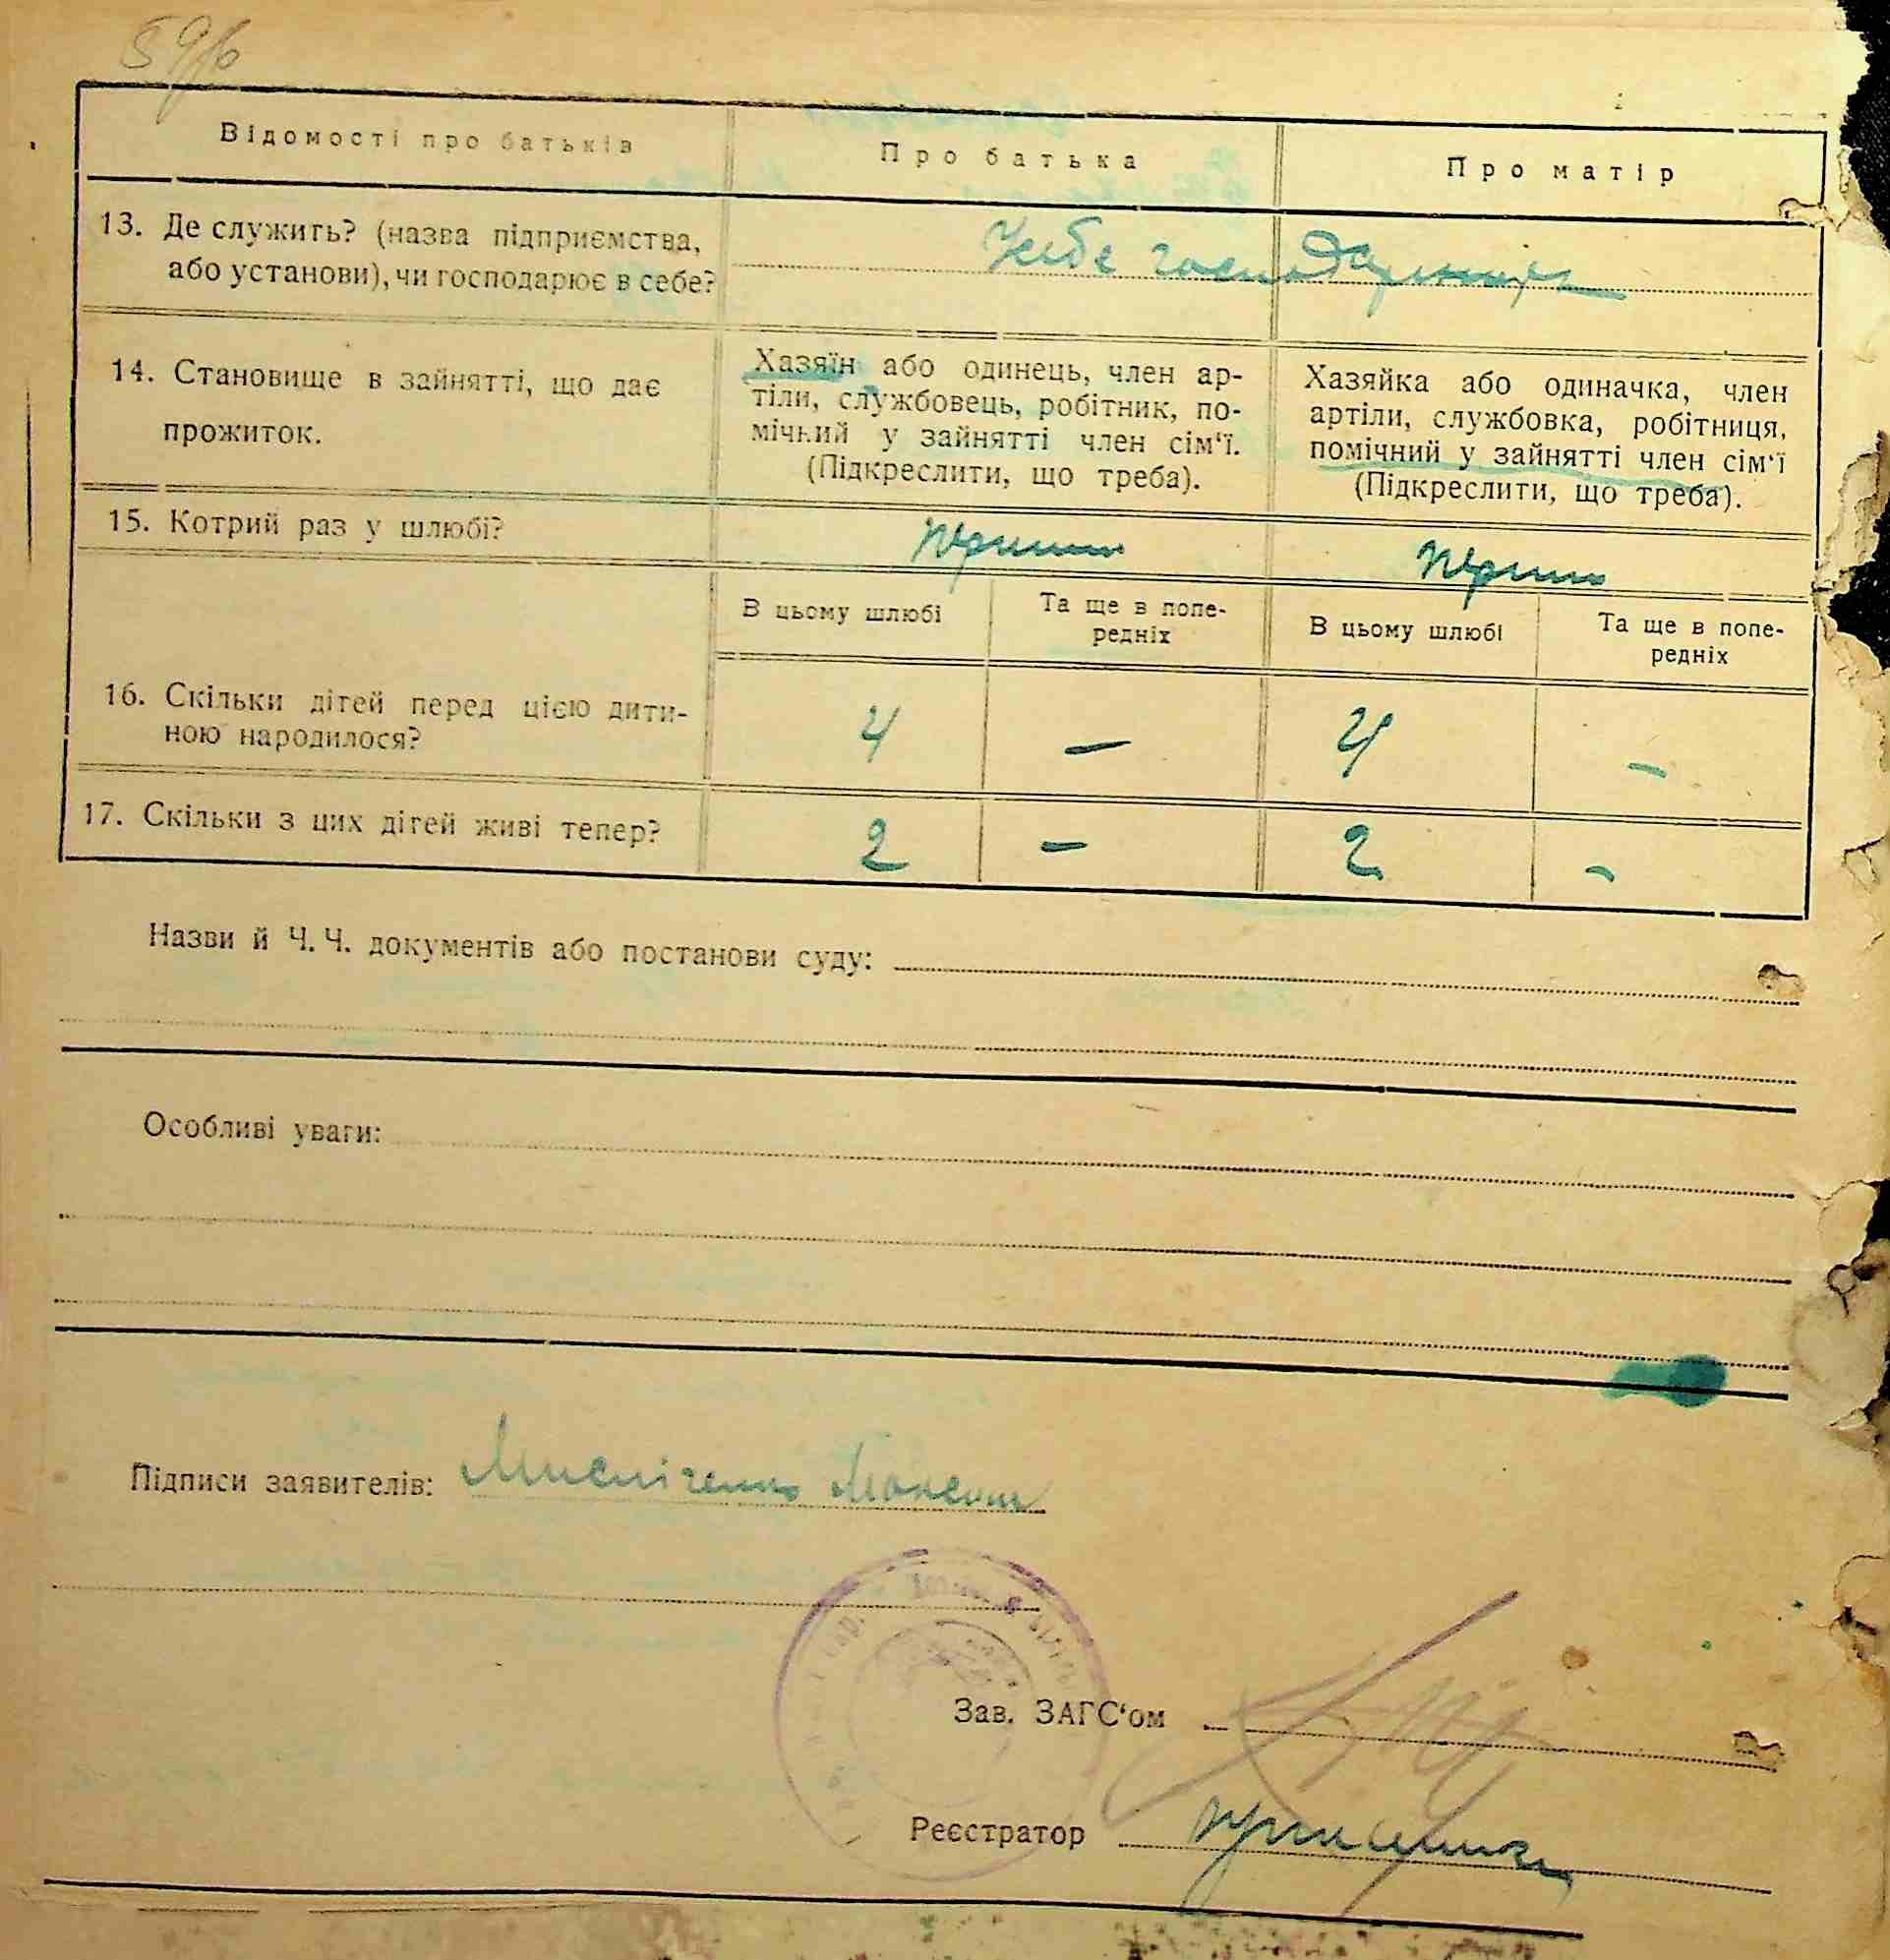 Відомості про батьків
Про батька
Про матір
13. Де служить? (назва підприємства,
або установи), чи господарює в себе?
У себе
14. Становище в зайнятті, що дає
прожиток.
Хазяїн або одинець, член ар-
тіли, службовець, робітник, по-
мічний у зайнятті член сім'ї.
(Підкреслити, що треба).
Хазяйка або одиначка, член
артіли, службовка, робітниця,
помічний у зайнятті член сім'ї
(Підкреслити, що треба).
15. Котрий раз у шлюбі?
В цьому шлюбі
Та ще в попе-
редніх
В цьому шлюбі
Та ще в попе-
редніх
16. Скільки дітей перед цією дити-
ною народилося?
4 — 4 –
17. Скільки з цих дітей живі тепер?
2 – 2 -
Назви й Ч. Ч. документів або постанови суду:
Особливі уваги:
Підписи заявителів:
Зав. ЗАГС'ом
Реєстратор